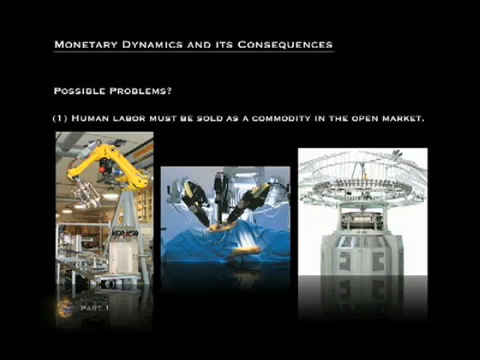 Monetary Dynamics and its Consequences
Possible Problems?
(1) Human labor must be sold as a commodity in the open market.
Part 1